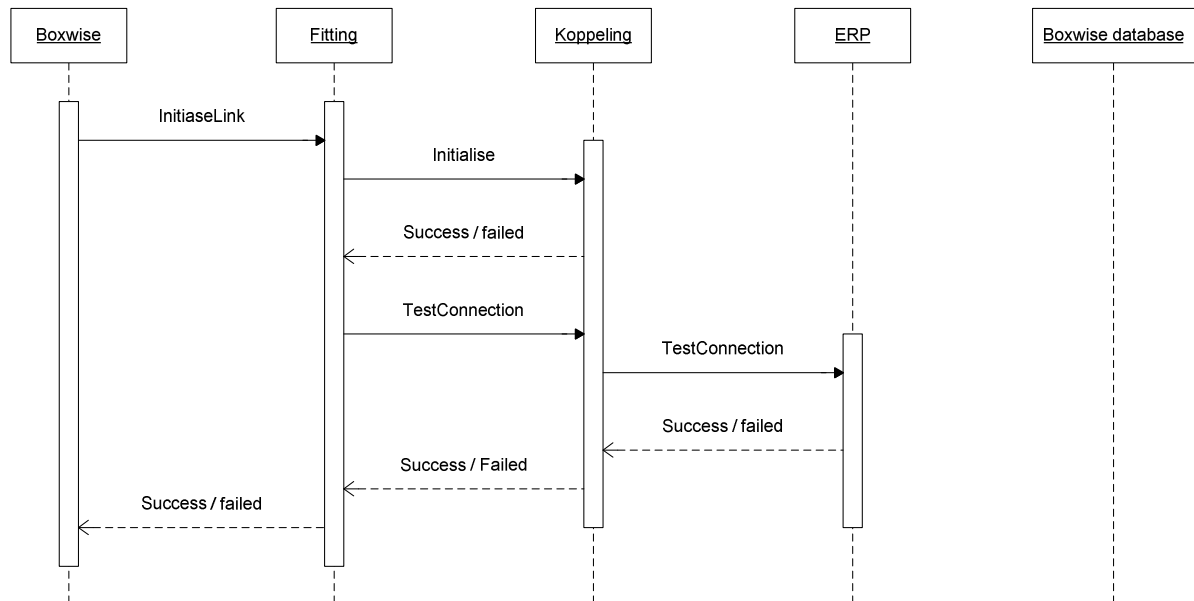 Boxwise
Fitting
Koppeling
ERP
Boxwise database
InitiaseLink
Initialise
Success / failed
TestConnection
TestConnection
Success / failed
Success / Failed
Success / failed